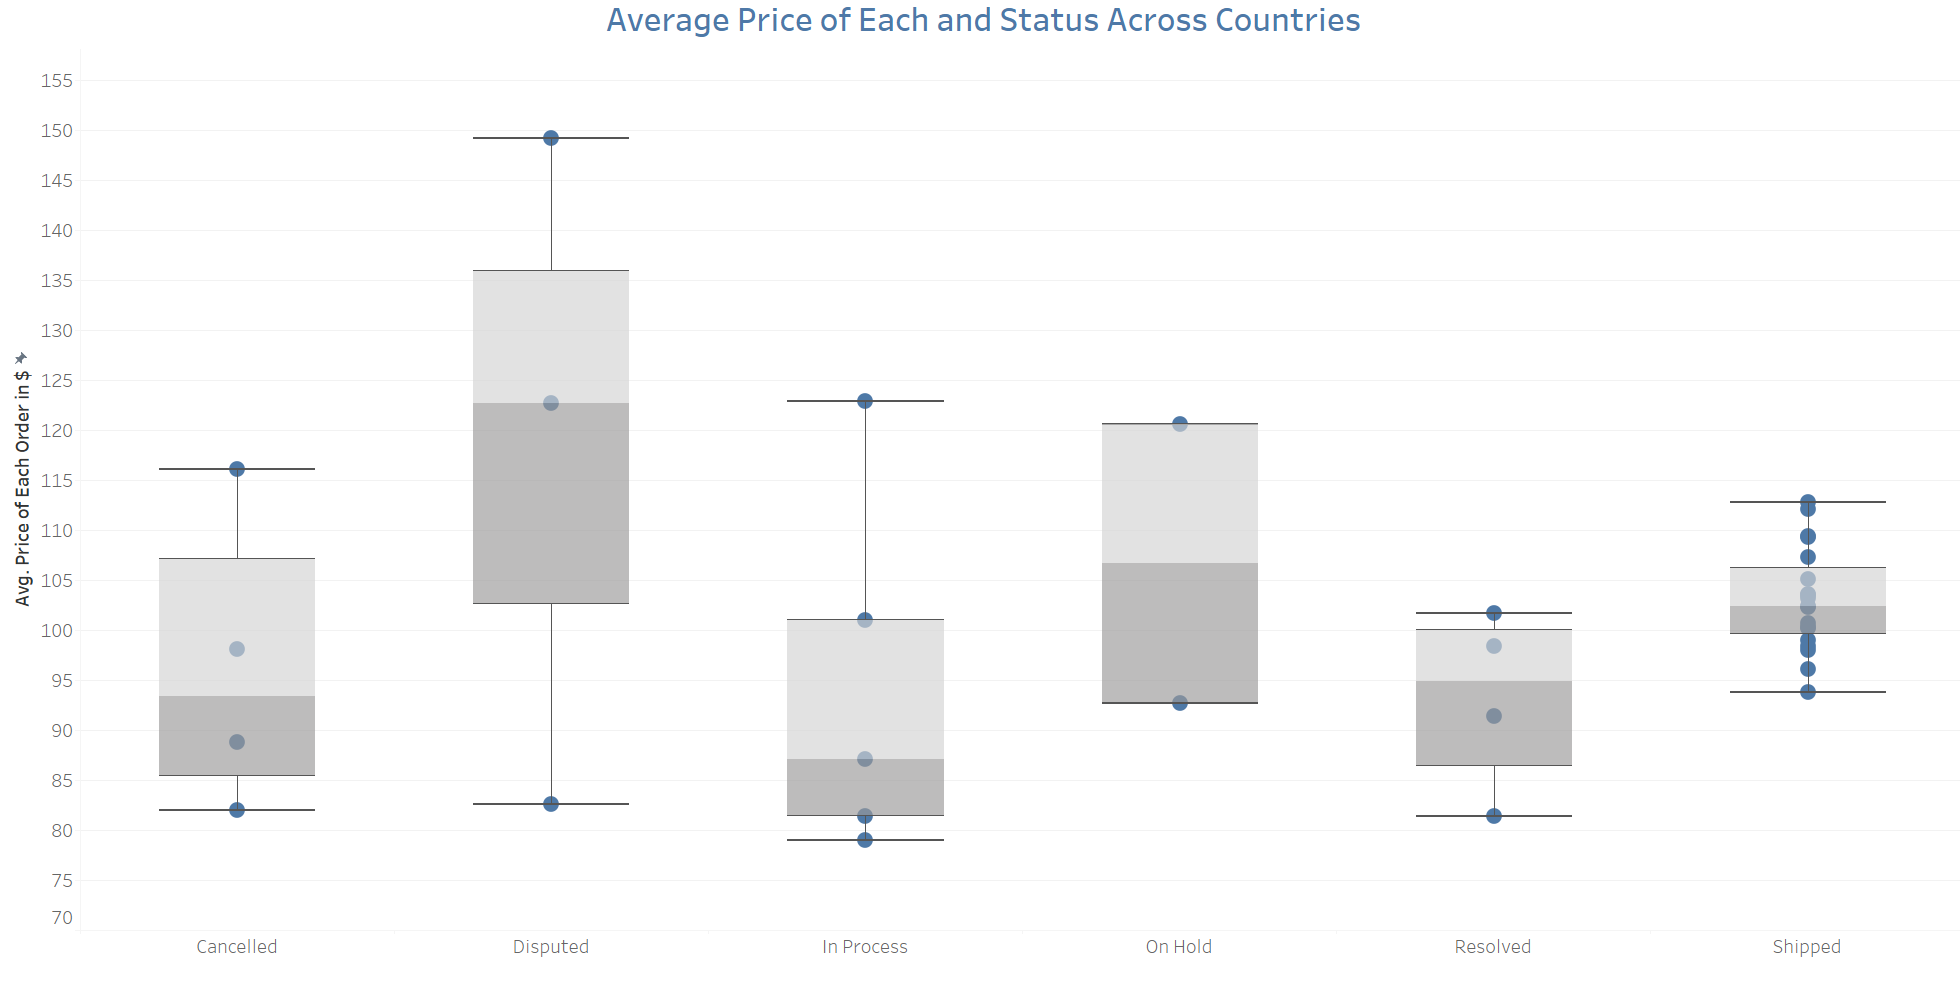 Average Price of Each and Status Across Countries
Avg. Price of Each Order in $
155
150
145
140
135
130
125
120
115
110
105
100
95
90
85
80
75
70
Cancelled
Disputed
In Process
On Hold
Resolved
Shipped